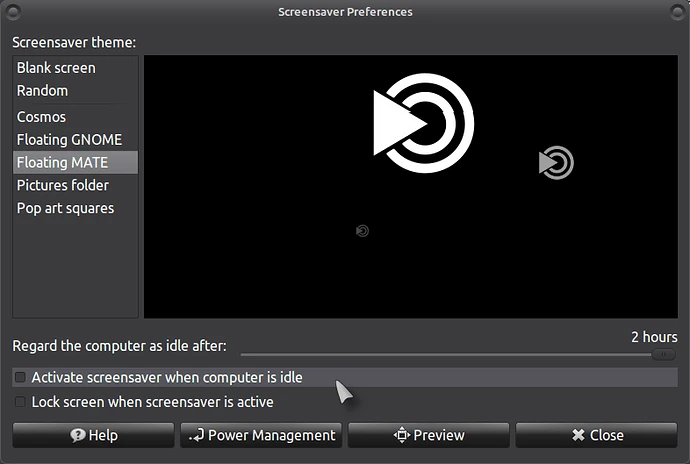 Screensaver Preferences
Screensaver theme:
Blank screen
Random
Cosmos
Floating GNOME
Floating MATE
Pictures folder
Pop art squares
2 hours
Regard the computer as idle after:
Activate screensaver when computer is idle
Lock screen when screensaver is active
Help Power Management Preview Close